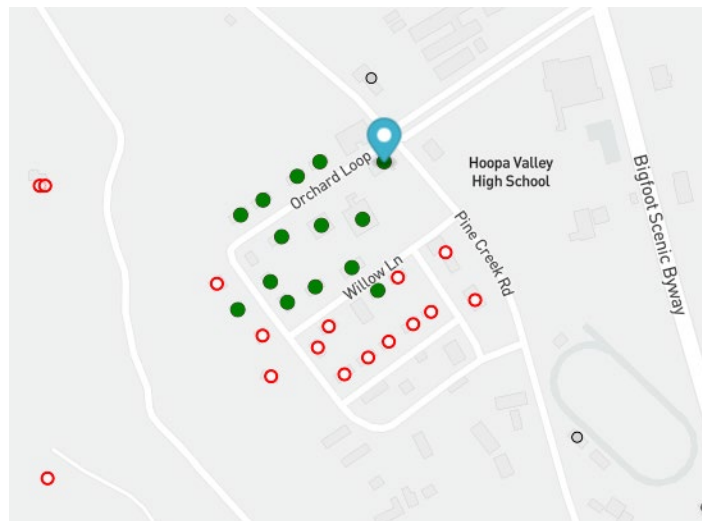 Orchard Loop
Hoopa Valley
High School
Bigfoot Scenic Byway
Pine Creek Rd
Willow Ln